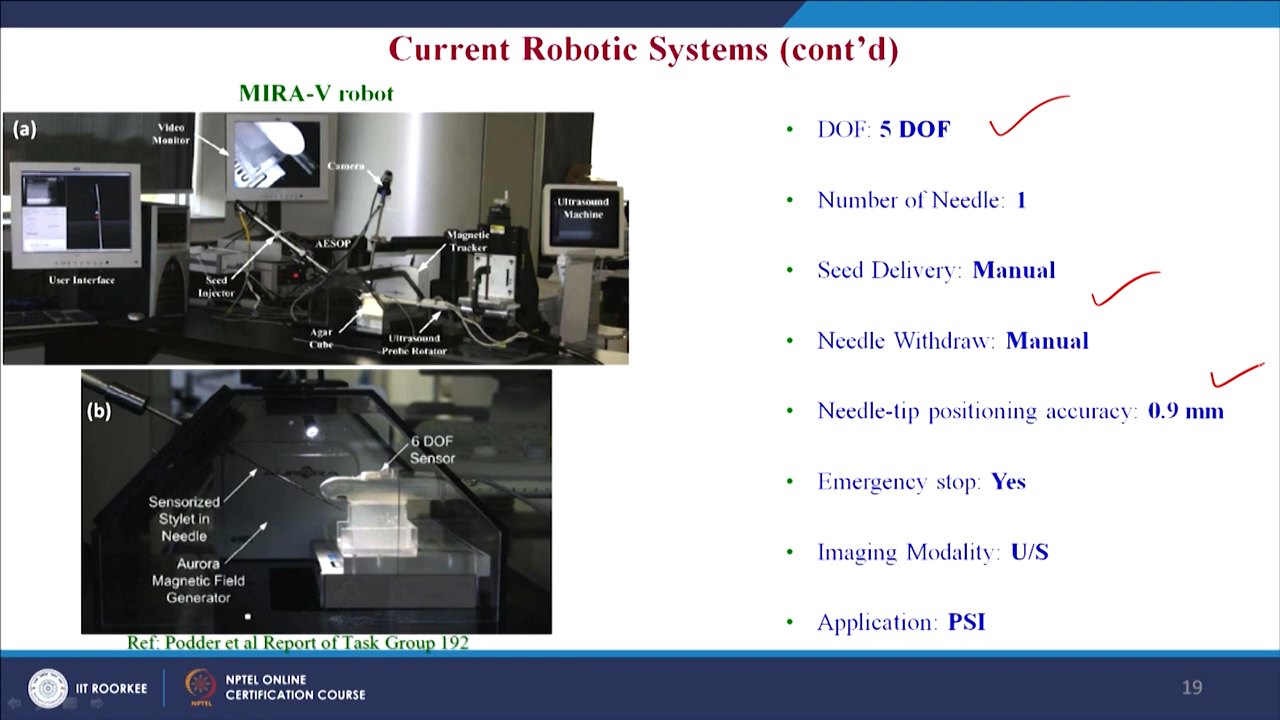 Current Robotic Systems (cont'd)
MIRA-V robot
(a)
Video
Monitor
Camera
Ultrasound
Machine
Magnetic
Tracker
AESOP
User Interface
Seed
Injector
Agar
Cube
Ultrasound
Probe Rotator
(b)
6 DOF
Sensor
Sensorized
Stylet in
Needle
AURORA
Aurora
Magnetic Field
Generator
Ref: Podder et al Report of Task Group 192
• DOF: 5 DOF
• Number of Needle: 1
• Seed Delivery: Manual
• Needle Withdraw: Manual
• Needle-tip positioning accuracy: 0.9 mm
• Emergency stop: Yes
• Imaging Modality: U/S
• Application: PSI
IIT ROORKEE
NPTEL
NPTEL ONLINE
CERTIFICATION COURSE
19